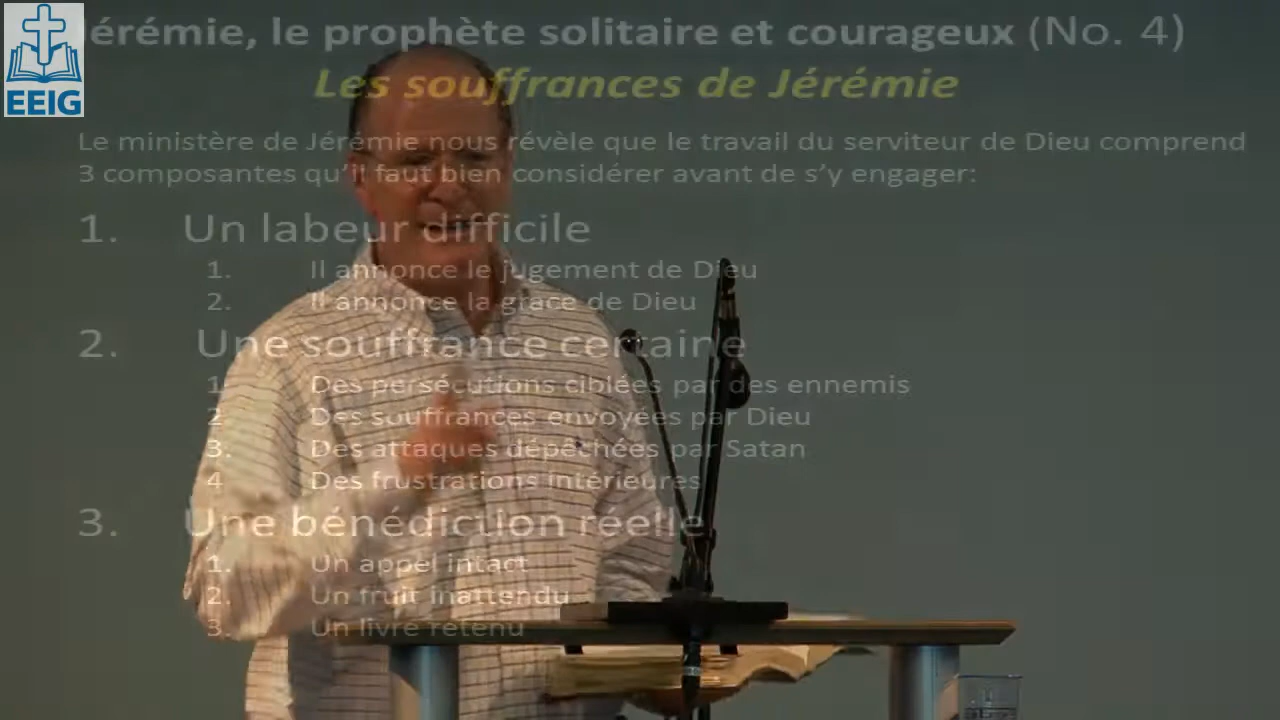 EEIG
Jérémie, le prophète solitaire et courageux (No. 4)
Les souffrances de Jérémie
Le ministère de Jérémie nous révèle que le travail du serviteur de Dieu comprend
3 composantes qu'il faut bien considérer avant de s'y engager:
1. Un labeur difficile
1. Il annonce le jugement de Dieu
2. Il annonce la grâce de Dieu
2. Une souffrance certaine
1 Des persécutions ciblées par des ennemis
2 Des souffrances envoyées par Dieu
3. Des attaques dépêchées par Satan
4 Des frustrations intérieures
3. Une bénédiction réelle
1. Un appel intact
2. Un fruit inattendu
3. Un livre retenu